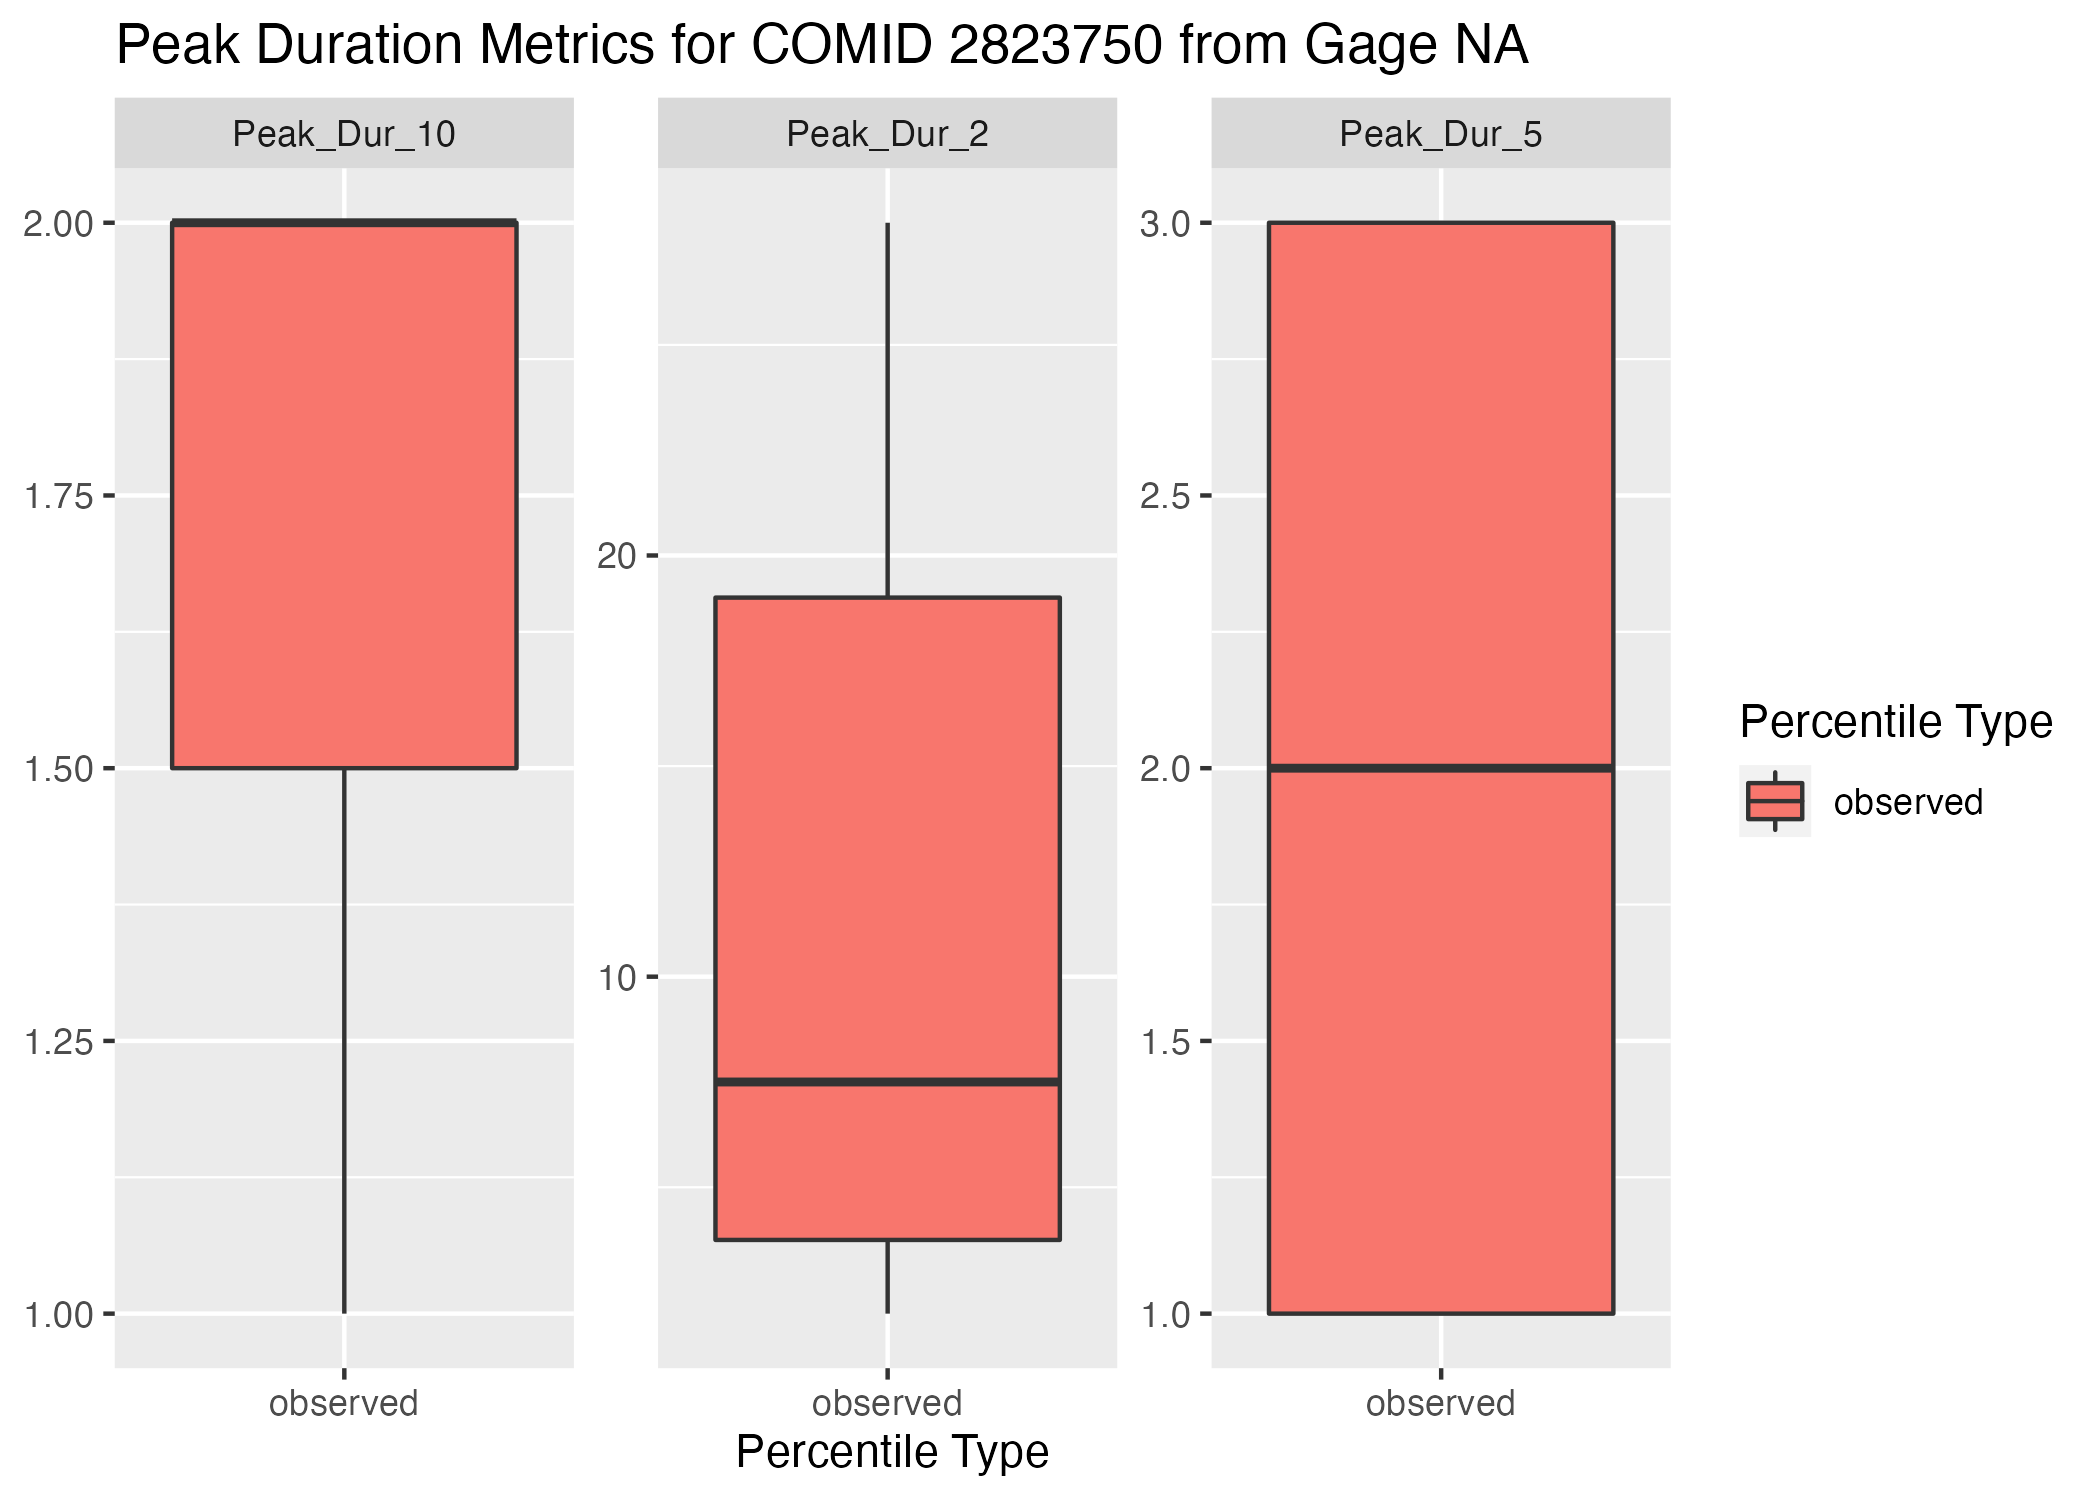 Peak Duration Metrics for COMID 2823750 from Gage NA
Peak_Dur_10
Peak_Dur_2
Peak_Dur_5
2.00
1.75
1.50
1.25
1.00
20
10
3.0
2.5
2.0
1.5
1.0
observed
observed
observed
Percentile Type
Percentile Type
observed